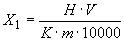 X₁ = H · V / K · m · 10000